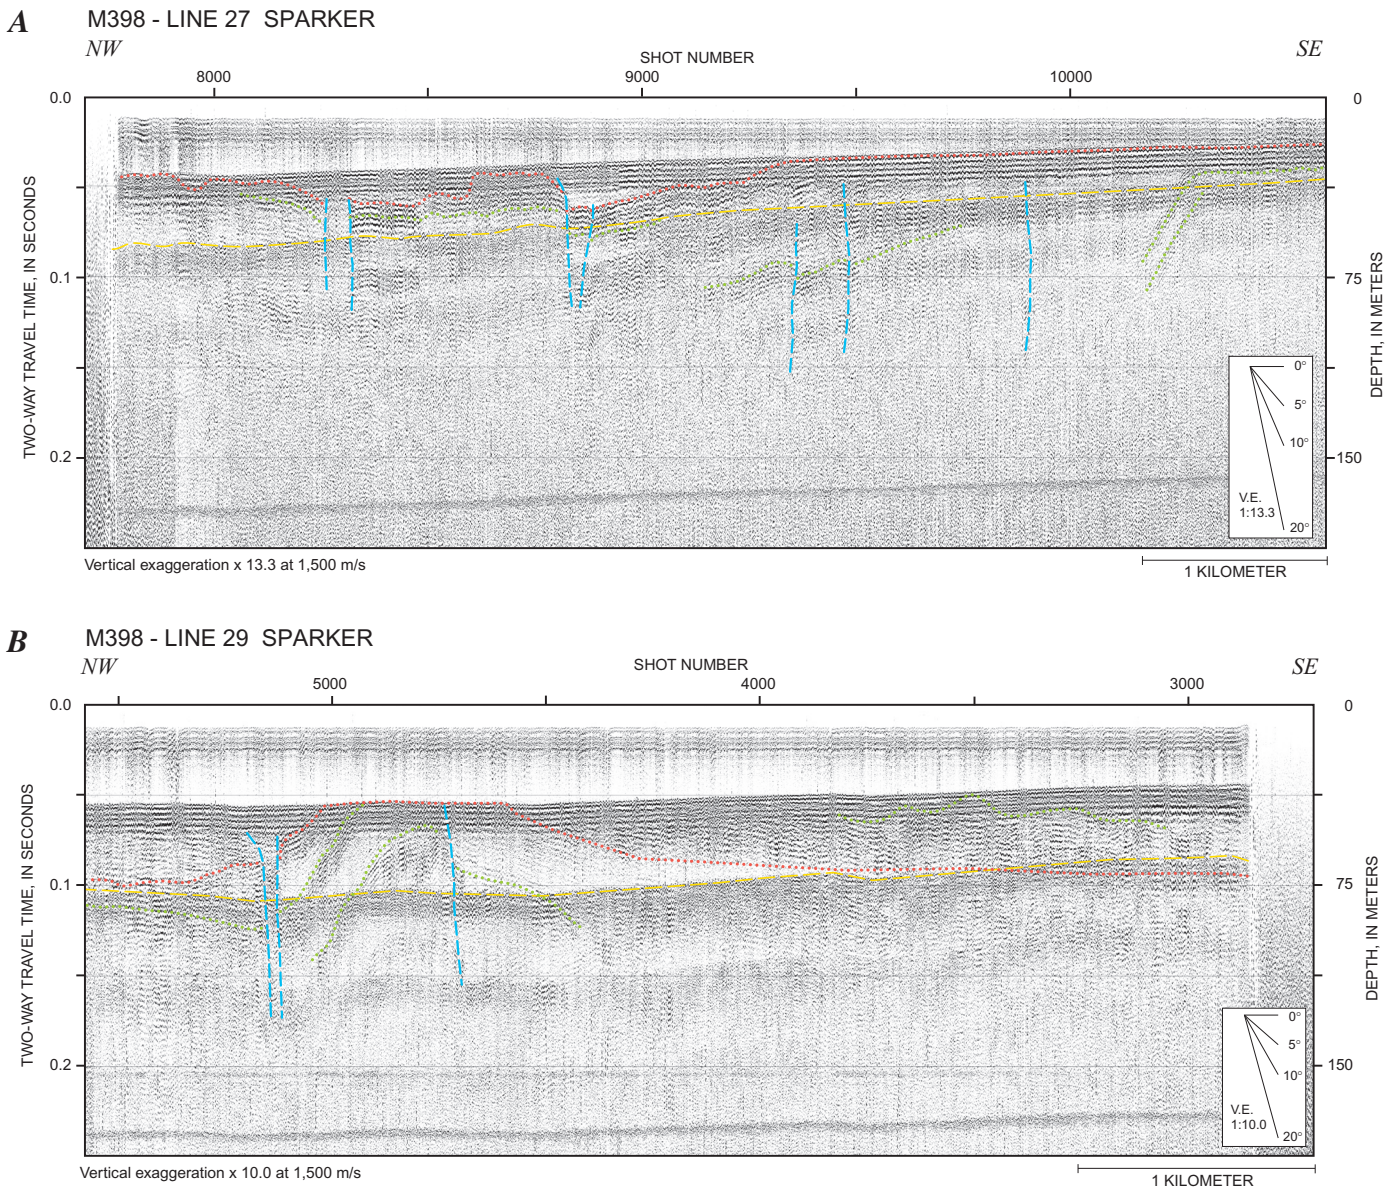 A
M398 - LINE 27 SPARKER
NW
SHOT NUMBER
SE
8000
9000
10000
0.0
0
0.1
75
0.2
150
TWO-WAY TRAVEL TIME, IN SECONDS
DEPTH, IN METERS
0°
5°
10°
V.E.
1:13.3
20°
Vertical exaggeration x 13.3 at 1,500 m/s
1 KILOMETER
B
M398 - LINE 29 SPARKER
NW
SHOT NUMBER
SE
5000
4000
3000
0.0
0
0.1
75
0.2
150
TWO-WAY TRAVEL TIME, IN SECONDS
DEPTH, IN METERS
0°
5°
10°
V.E.
1:10.0
20°
Vertical exaggeration x 10.0 at 1,500 m/s
1 KILOMETER